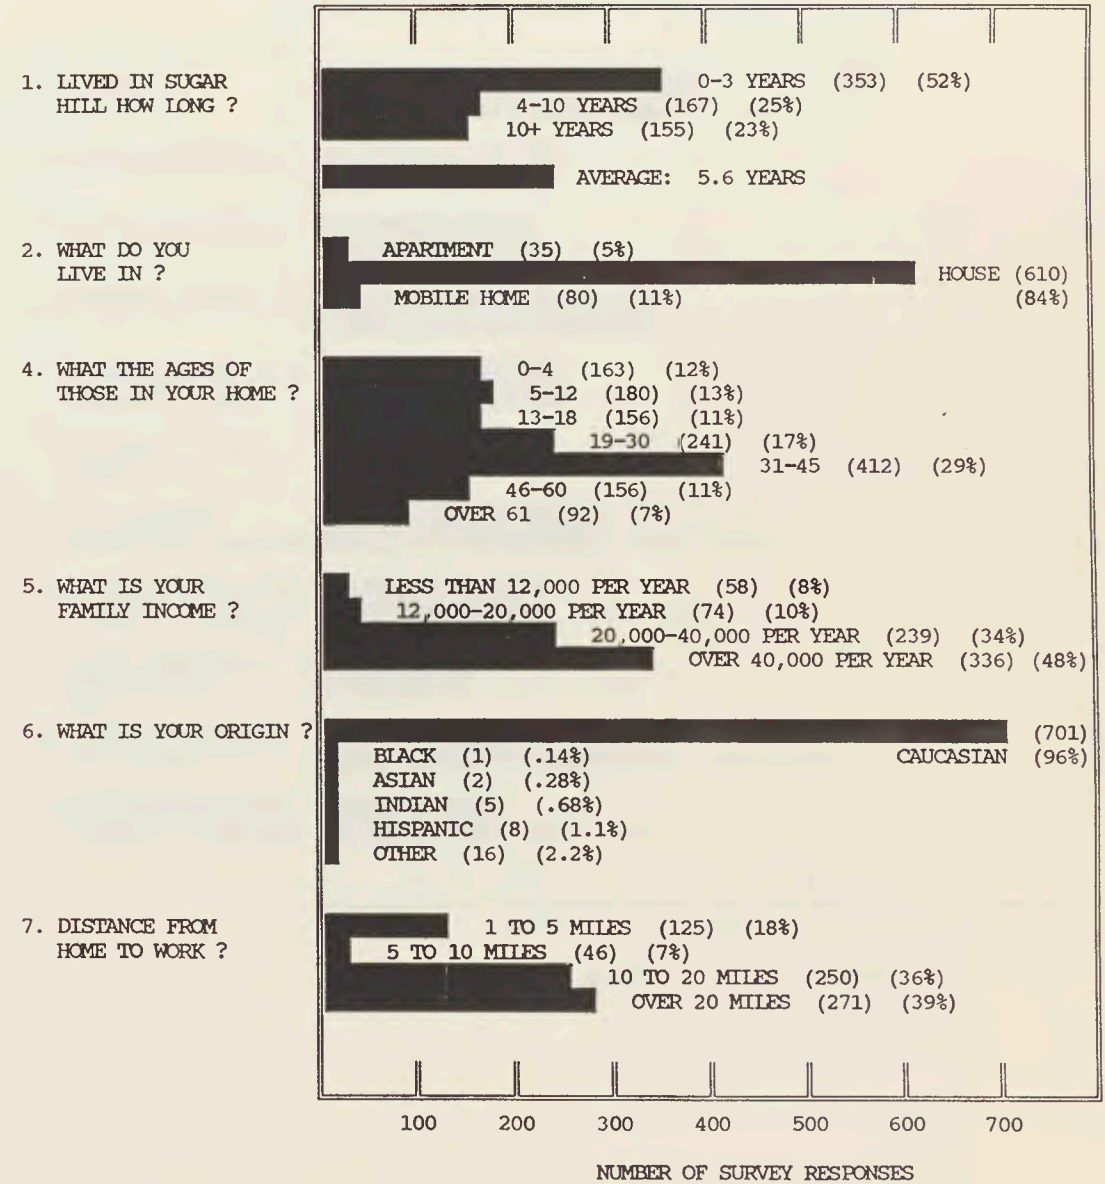 1. LIVED IN SUGAR
HILL HOW LONG ?
0-3 YEARS (353) (52%)
4-10 YEARS (167) (25%)
10+ YEARS (155) (23%)
AVERAGE: 5.6 YEARS
2. WHAT DO YOU
LIVE IN ?
APARTMENT (35) (5%)
HOUSE (610)
(84%)
MOBILE HOME (80) (11%)
4. WHAT THE AGES OF
THOSE IN YOUR HOME ?
0-4 (163) (12%)
5-12 (180) (13%)
13-18 (156) (11%)
19-30 (241) (17%)
31-45 (412) (29%)
46-60 (156) (11%)
OVER 61 (92) (7%)
5. WHAT IS YOUR
FAMILY INCOME ?
LESS THAN 12,000 PER YEAR (58) (8%)
12,000-20,000 PER YEAR (74) (10%)
20,000-40,000 PER YEAR (239) (34%)
OVER 40,000 PER YEAR (336) (48%)
6. WHAT IS YOUR ORIGIN ?
(701)
CAUCASIAN (96%)
BLACK (1) (.14%)
ASIAN (2) (.28%)
INDIAN (5) (.68%)
HISPANIC (8) (1.1%)
OTHER (16) (2.2%)
7. DISTANCE FROM
HOME TO WORK ?
1 TO 5 MILES (125) (18%)
5 TO 10 MILES (46) (7%)
10 TO 20 MILES (250) (36%)
OVER 20 MILES (271) (39%)
100 200 300 400 500 600 700
NUMBER OF SURVEY RESPONSES